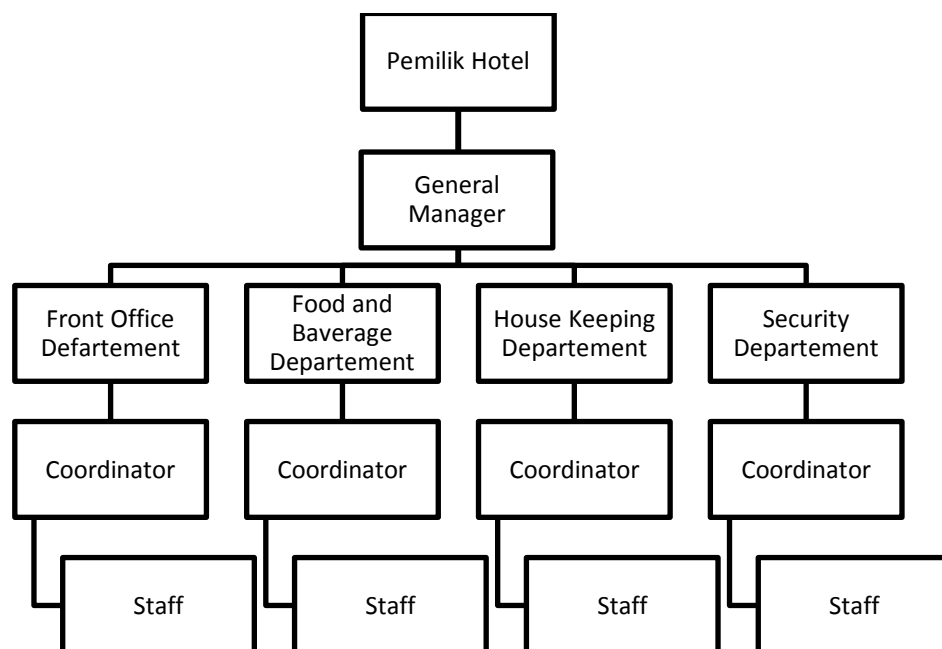 Pemilik Hotel
General
Manager
Front Office
Defartement
Food and
Baverage
Departement
House Keeping
Departement
Security
Departement
Coordinator
Coordinator
Coordinator
Coordinator
Staff
Staff
Staff
Staff